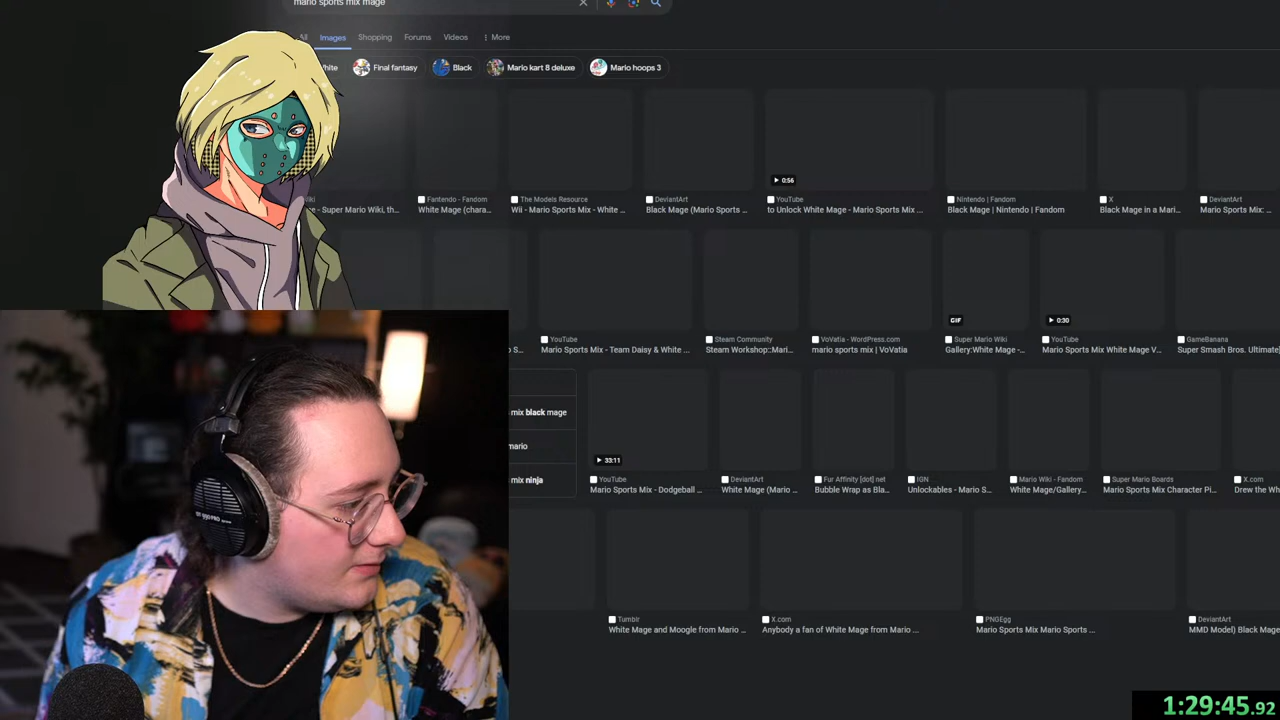 mario sports mix mage
All Images Shopping Forums Videos More
White Final fantasy Black Mario kart 8 deluxe Mario hoops 3
0:56
Wiki Fantendo - Fandom The Models Resource DeviantArt YouTube Nintendo | Fandom X DeviantArt
- Super Mario Wiki, th... White Mage (chara... Wii - Mario Sports Mix - White ... Black Mage (Mario Sports ... to Unlock White Mage - Mario Sports Mix ... Black Mage | Nintendo | Fandom Black Mage in a Mari... Mario Sports Mix: ...
GIF 0:30
YouTube Steam Community VoVatia - WordPress.com Super Mario Wiki YouTube GameBanana
S... Mario Sports Mix - Team Daisy & White ... Steam Workshop::Mari... mario sports mix | VoVatia Gallery:White Mage -... Mario Sports Mix White Mage V... Super Smash Bros. Ultimate]
mix black mage
mario
33:11
mix ninja
YouTube DeviantArt Fur Affinity [dot] net IGN Mario Wiki - Fandom Super Mario Boards X.com
Mario Sports Mix - Dodgeball ... White Mage (Mario ... Bubble Wrap as Bla... Unlockables - Mario S... White Mage/Gallery... Mario Sports Mix Character Pi... Drew the Wh
Tumblr X.com PNGEgg DeviantArt
White Mage and Moogle from Mario ... Anybody a fan of White Mage from Mario ... Mario Sports Mix Mario Sports ... MMD Model) Black Mage
1:29:45.92